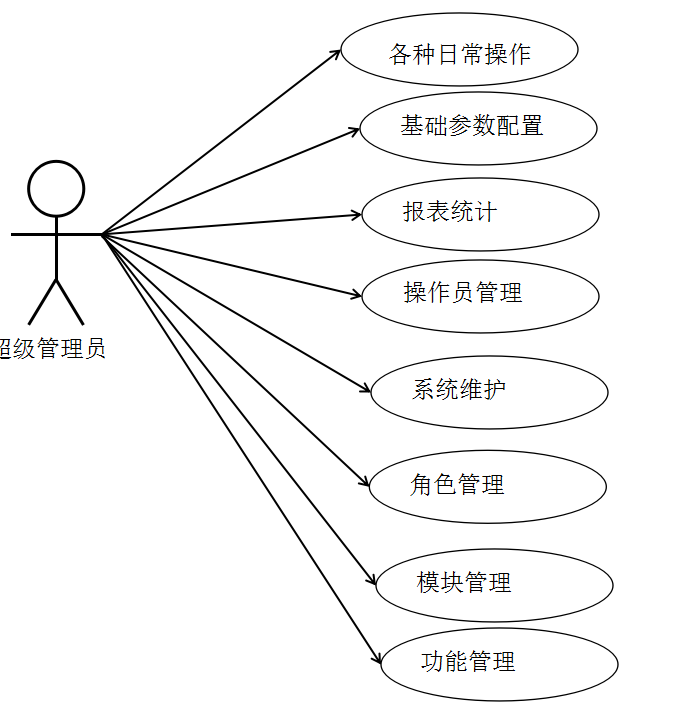 各种日常操作
基础参数配置
报表统计
操作员管理
系统维护
超级管理员
角色管理
模块管理
功能管理